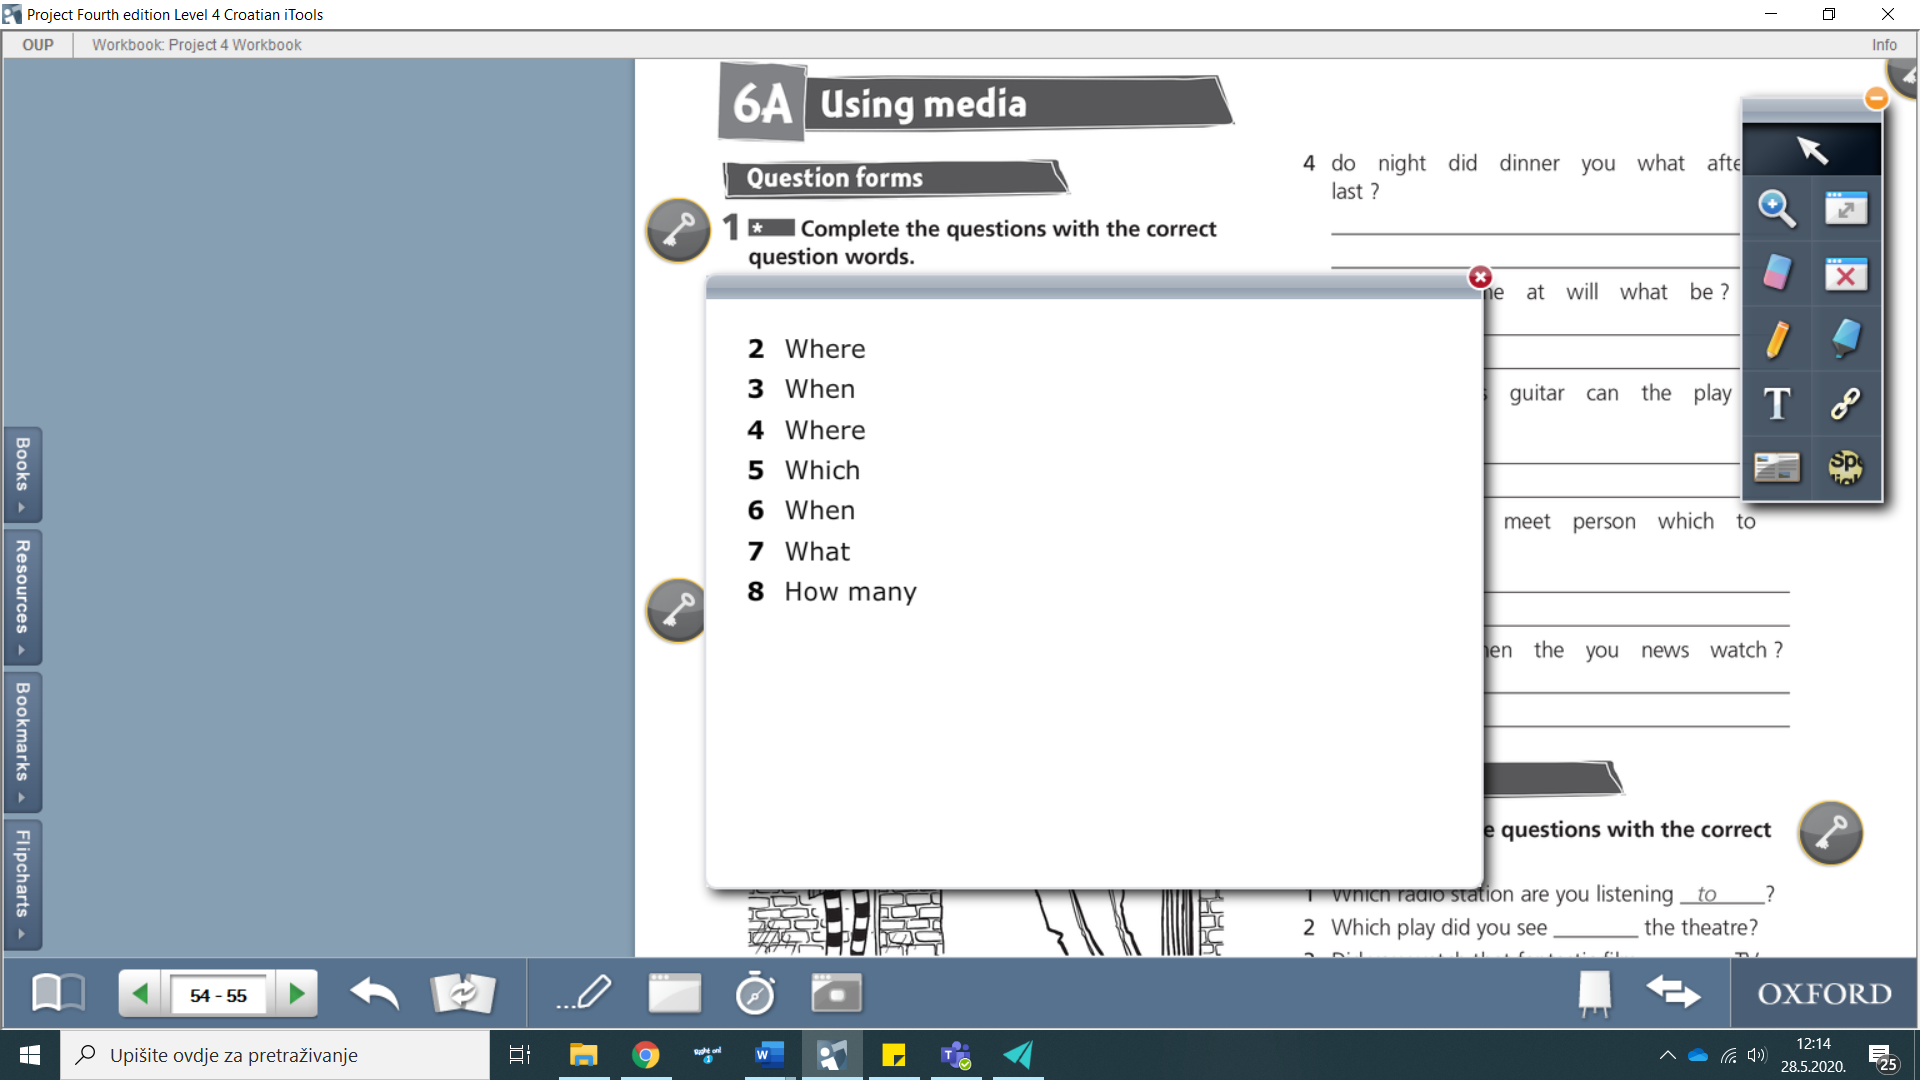 Project Fourth edition Level 4 Croatian iTools
OUP
Workbook: Project 4 Workbook
Info
6A Using media
Question forms
1 * Complete the questions with the correct
question words.
2 Where
3 When
4 Where
5 Which
6 When
7 What
8 How many
4 do night did dinner you what
last ?
at will what be ?
guitar can the play
meet person which to
the you news watch ?
questions with the correct
1 Which radio station are you listening to ?
2 Which play did you see ________ the theatre?
Books
Resources
Bookmarks
Flipcharts
T
54 - 55
OXFORD
Upišite ovdje za pretraživanje
12:14
28.5.2020.
25